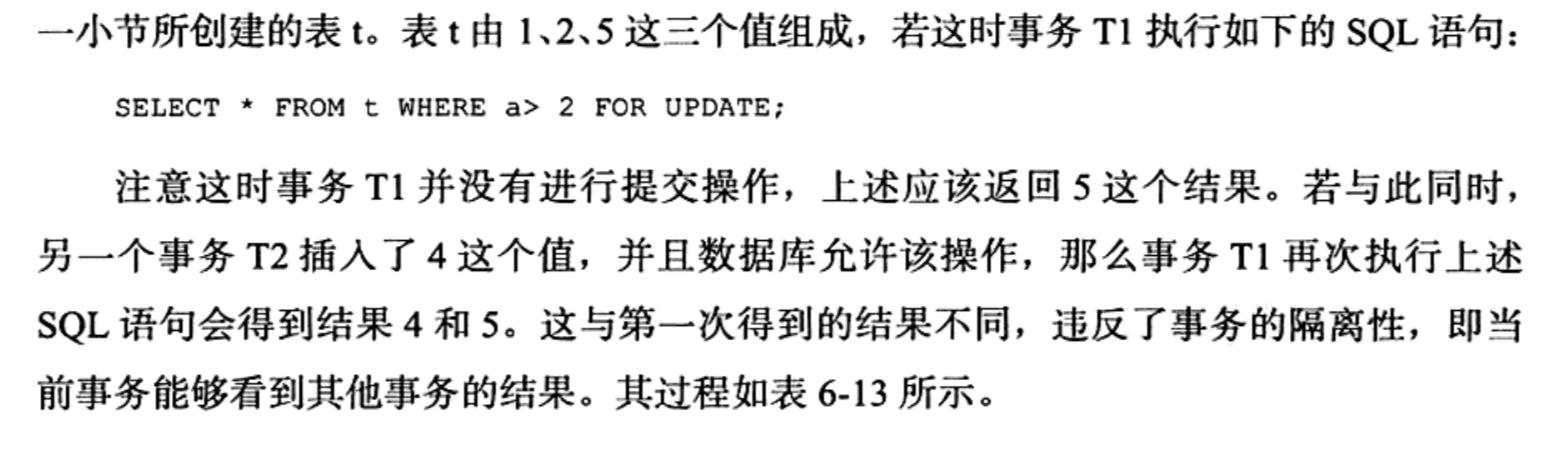 一小节所创建的表 t。表 t 由 1、2、5 这三个值组成，若这时事务 T1 执行如下的 SQL 语句：
SELECT * FROM t WHERE a> 2 FOR UPDATE;
注意这时事务 T1 并没有进行提交操作，上述应该返回 5 这个结果。若与此同时，
另一个事务 T2 插入了 4 这个值，并且数据库允许该操作，那么事务 T1 再次执行上述
SQL 语句会得到结果 4 和 5。这与第一次得到的结果不同，违反了事务的隔离性，即当
前事务能够看到其他事务的结果。其过程如表 6-13 所示。